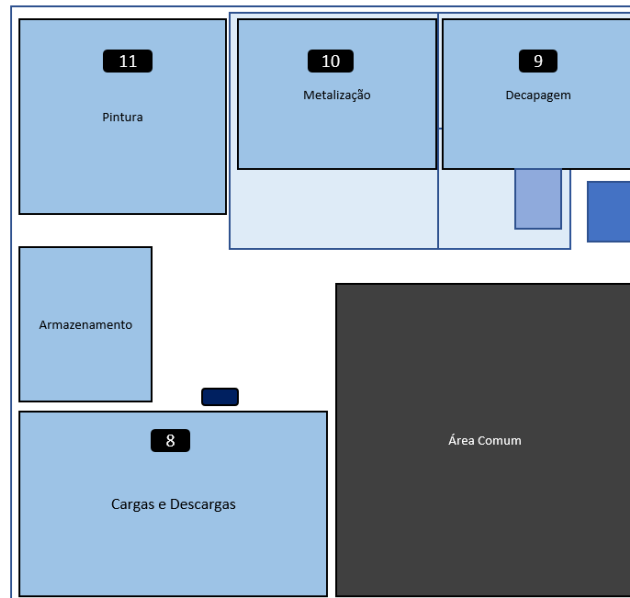 11
Pintura
10
Metalização
9
Decapagem
Armazenamento
8
Cargas e Descargas
Área Comum